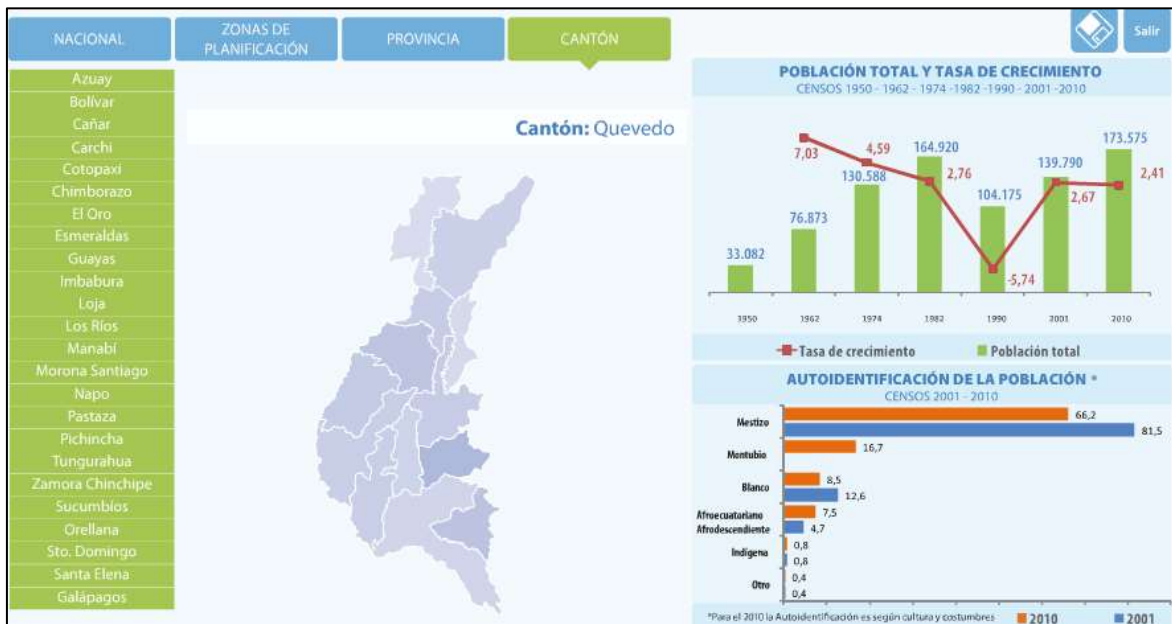 NACIONAL
ZONAS DE
PLANIFICACIÓN
PROVINCIA
CANTÓN
Salir
Azuay
Bolívar
Cañar
Carchi
Cotopaxi
Chimborazo
El Oro
Esmeraldas
Guayas
Imbabura
Loja
Los Ríos
Manabí
Morona Santiago
Napo
Pastaza
Pichincha
Tungurahua
Zamora Chinchipe
Sucumbíos
Orellana
Sto. Domingo
Santa Elena
Galápagos
Cantón: Quevedo
POBLACIÓN TOTAL Y TASA DE CRECIMIENTO
CENSOS 1950 - 1962 - 1974 -1982 -1990 - 2001 -2010
33.082
76.873
7,03
130.588
4,59
164.920
2,76
104.175
-5,74
139.790
2,67
173.575
2,41
1950 1962 1974 1982 1990 2001 2010
Tasa de crecimiento Población total
AUTOIDENTIFICACIÓN DE LA POBLACIÓN *
CENSOS 2001 - 2010
Mestizo 66,2
81,5
Montubio 16,7
Blanco 8,5
12,6
Afroecuatoriano 7,5
Afrodescendiente 4,7
Indígena 0,8
0,8
Otro 0,4
0,4
*Para el 2010 la Autoidentificación es según cultura y costumbres 2010 2001